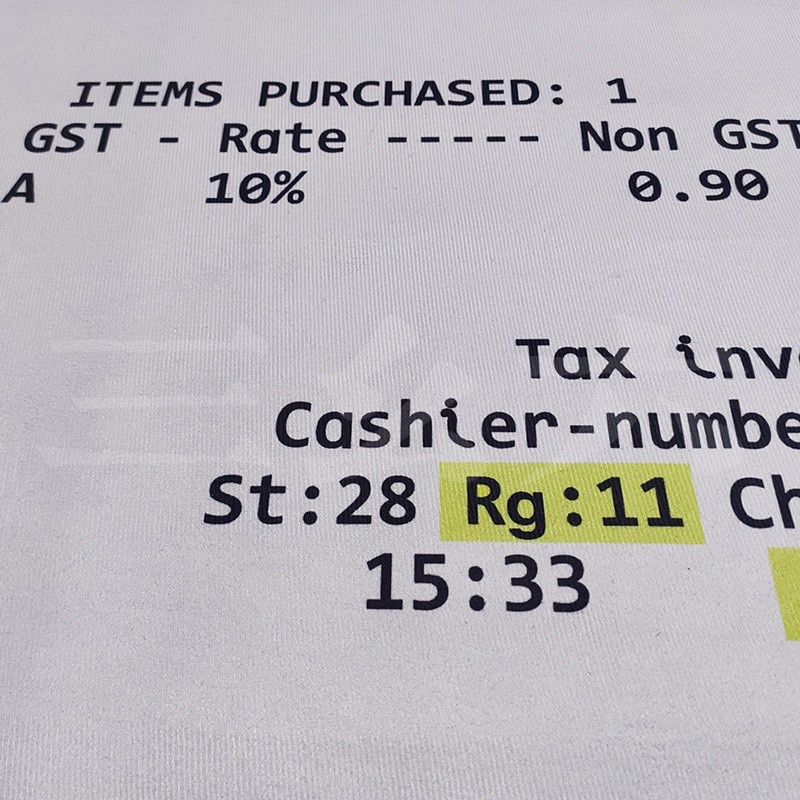 ITEMS PURCHASED: 1
GST - Rate ----- Non GST
A 10% 0.90
Tax inv
Cashier-numbe
St:28 Rg:11 Ch
15:33